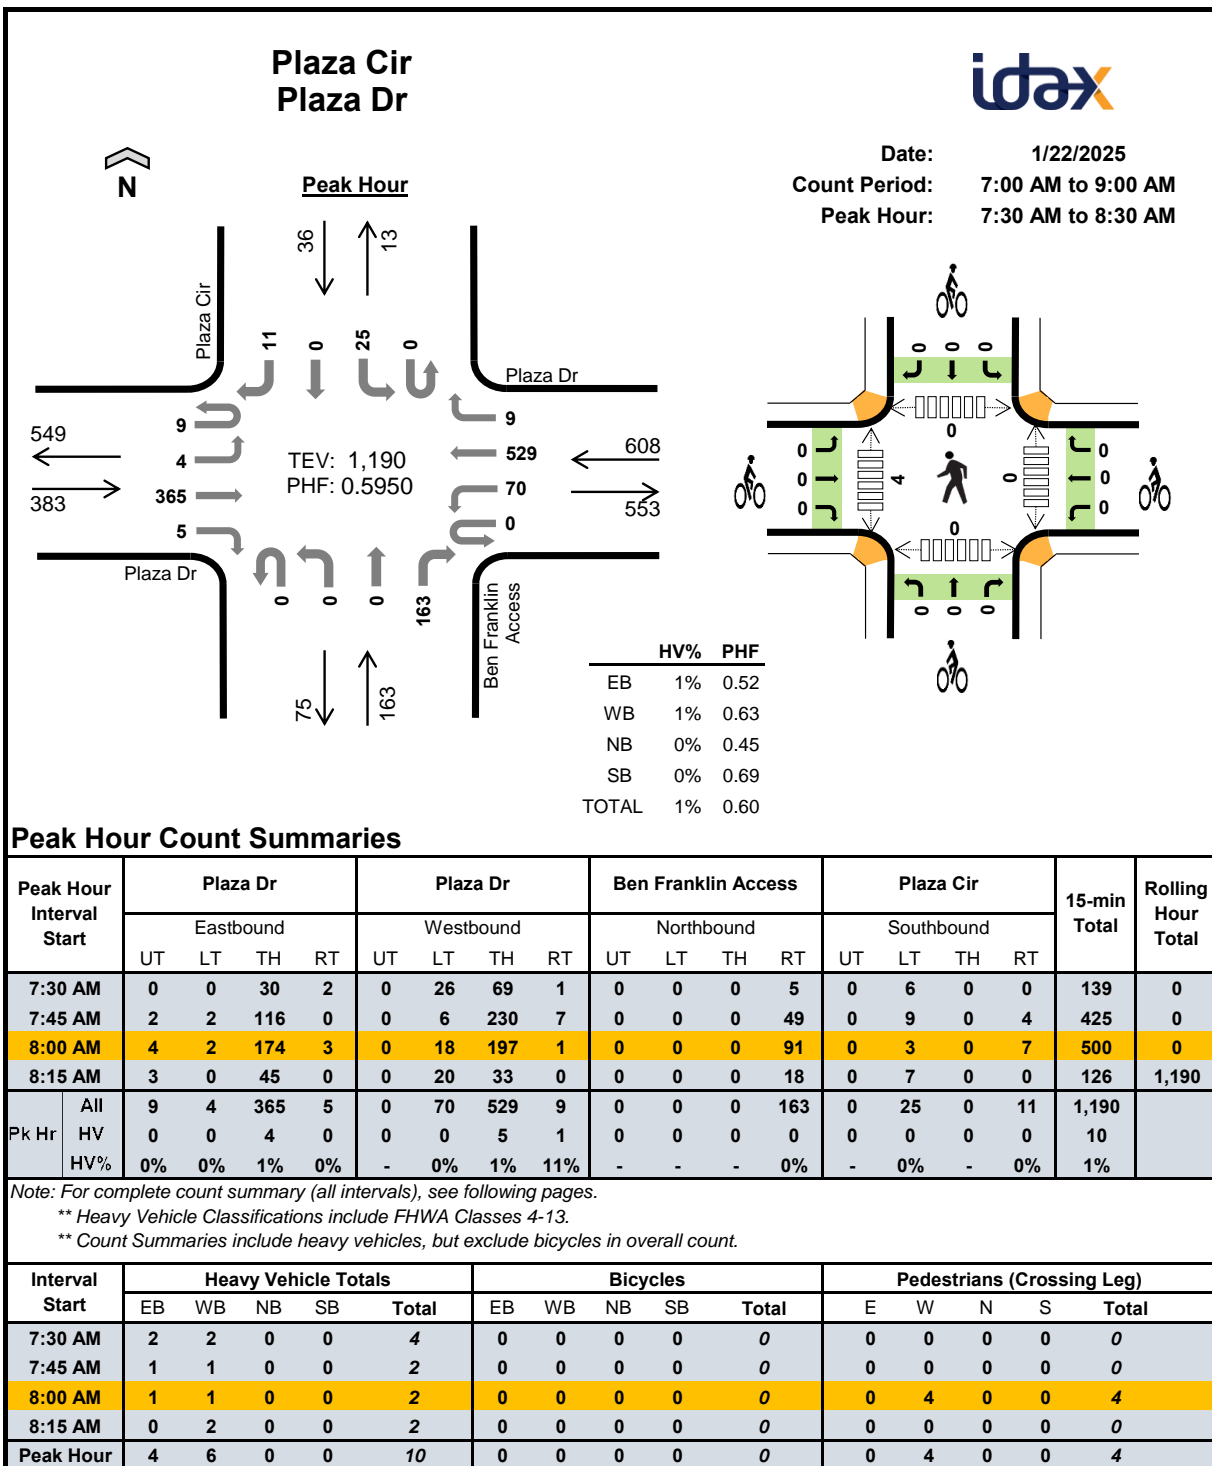 Plaza Cir
Plaza Dr
idax
Date: 1/22/2025
Count Period: 7:00 AM to 9:00 AM
Peak Hour: 7:30 AM to 8:30 AM
N
Peak Hour
36 13
Plaza Cir
11 0 25 0
Plaza Dr
9 9
549 4 TEV: 1,190 529 608
383 365 PHF: 0.5950 70 553
5 0
Plaza Dr
0 0 0 163
Ben Franklin Access
75 163
0 0 0
0
0 0
0 4 0 0
0 0
0
0 0 0
HV% PHF
EB 1% 0.52
WB 1% 0.63
NB 0% 0.45
SB 0% 0.69
TOTAL 1% 0.60
Peak Hour Count Summaries
Peak Hour Interval Start Plaza Dr Plaza Dr Ben Franklin Access Plaza Cir 15-min Total Rolling Hour Total
Eastbound Westbound Northbound Southbound
UT LT TH RT UT LT TH RT UT LT TH RT UT LT TH RT
7:30 AM 0 0 30 2 0 26 69 1 0 0 0 5 0 6 0 0 139 0
7:45 AM 2 2 116 0 0 6 230 7 0 0 0 49 0 9 0 4 425 0
8:00 AM 4 2 174 3 0 18 197 1 0 0 0 91 0 3 0 7 500 0
8:15 AM 3 0 45 0 0 20 33 0 0 0 0 18 0 7 0 0 126 1,190
Pk Hr All 9 4 365 5 0 70 529 9 0 0 0 163 0 25 0 11 1,190
HV 0 0 4 0 0 0 5 1 0 0 0 0 0 0 0 0 10
HV% 0% 0% 1% 0% - 0% 1% 11% - - - 0% - 0% - 0% 1%
Note: For complete count summary (all intervals), see following pages.
** Heavy Vehicle Classifications include FHWA Classes 4-13.
** Count Summaries include heavy vehicles, but exclude bicycles in overall count.
Interval Start Heavy Vehicle Totals Bicycles Pedestrians (Crossing Leg)
EB WB NB SB Total EB WB NB SB Total E W N S Total
7:30 AM 2 2 0 0 4 0 0 0 0 0 0 0 0 0 0
7:45 AM 1 1 0 0 2 0 0 0 0 0 0 0 0 0 0
8:00 AM 1 1 0 0 2 0 0 0 0 0 0 4 0 0 4
8:15 AM 0 2 0 0 2 0 0 0 0 0 0 0 0 0 0
Peak Hour 4 6 0 0 10 0 0 0 0 0 0 4 0 0 4